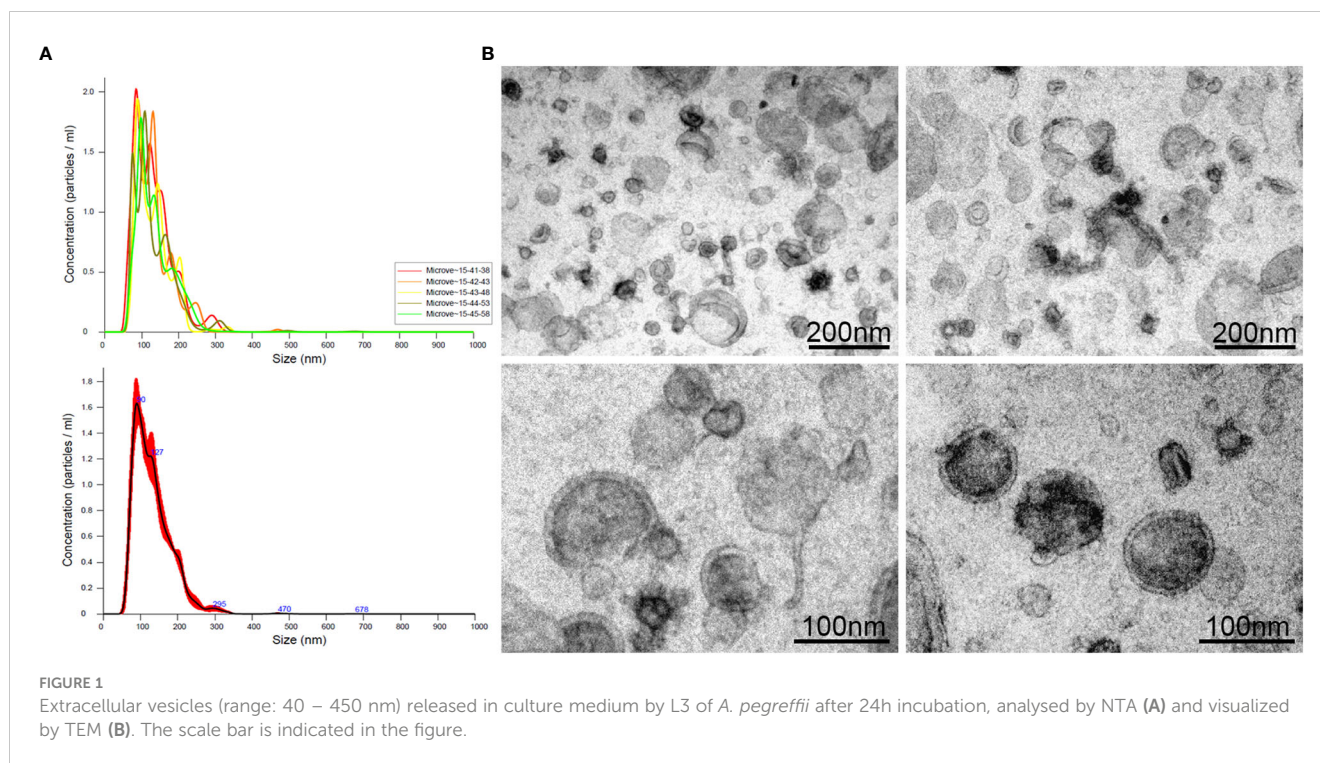 A
B
2.0
1.5
1.0
0.5
0
Concentration (particles / ml)
Microve~15-41-38
Microve~15-42-43
Microve~15-43-48
Microve~15-44-53
Microve~15-45-58
0 100 200 300 400 500 600 700 800 900 1000
Size (nm)
1.8
1.6
1.4
1.2
1.0
0.8
0.6
0.4
0.2
0
Concentration (particles / ml)
295
470
678
0 100 200 300 400 500 600 700 800 900 1000
Size (nm)
200nm
200nm
100nm
100nm
FIGURE 1
Extracellular vesicles (range: 40 – 450 nm) released in culture medium by L3 of A. pegreffii after 24h incubation, analysed by NTA (A) and visualized
by TEM (B). The scale bar is indicated in the figure.